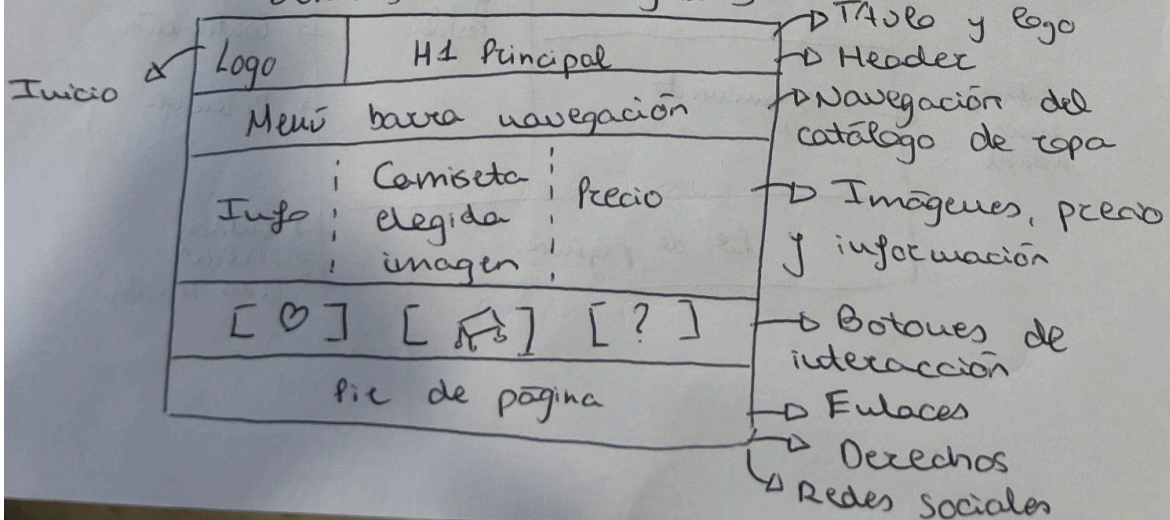 Título y logo
Logo
H1 Principal
Header
Inicio
Menú barra navegación
Navegación del
catálogo de ropa
Info
Camiseta
elegida
imagen
Precio
Imágenes, precio
y información
[ ♡ ] [ ] [ ? ]
Botones de
interacción
Pie de página
Enlaces
Derechos
Redes sociales